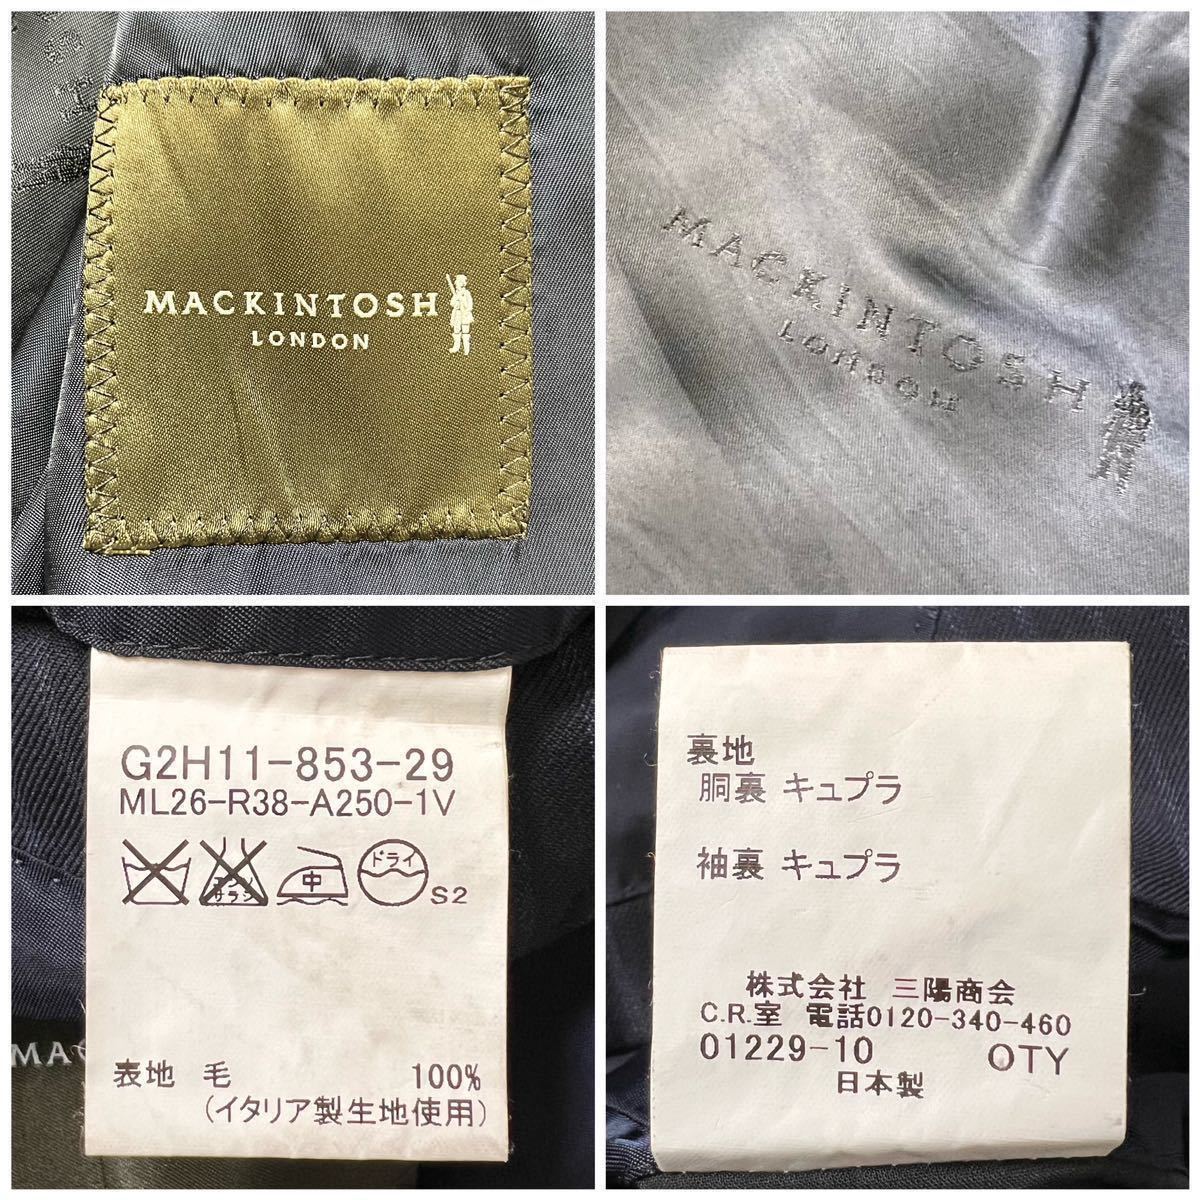 MACKINTOSH
LONDON
MACKINTOSH
LONDON
G2H11-853-29
ML26-R38-A250-1V
中
ドライ
S2
表地 毛 100%
(イタリア製生地使用)
裏地
胴裏 キュプラ
袖裏 キュプラ
株式会社 三陽商会
C.R.室 電話0120-340-460
01229-10 OTY
日本製